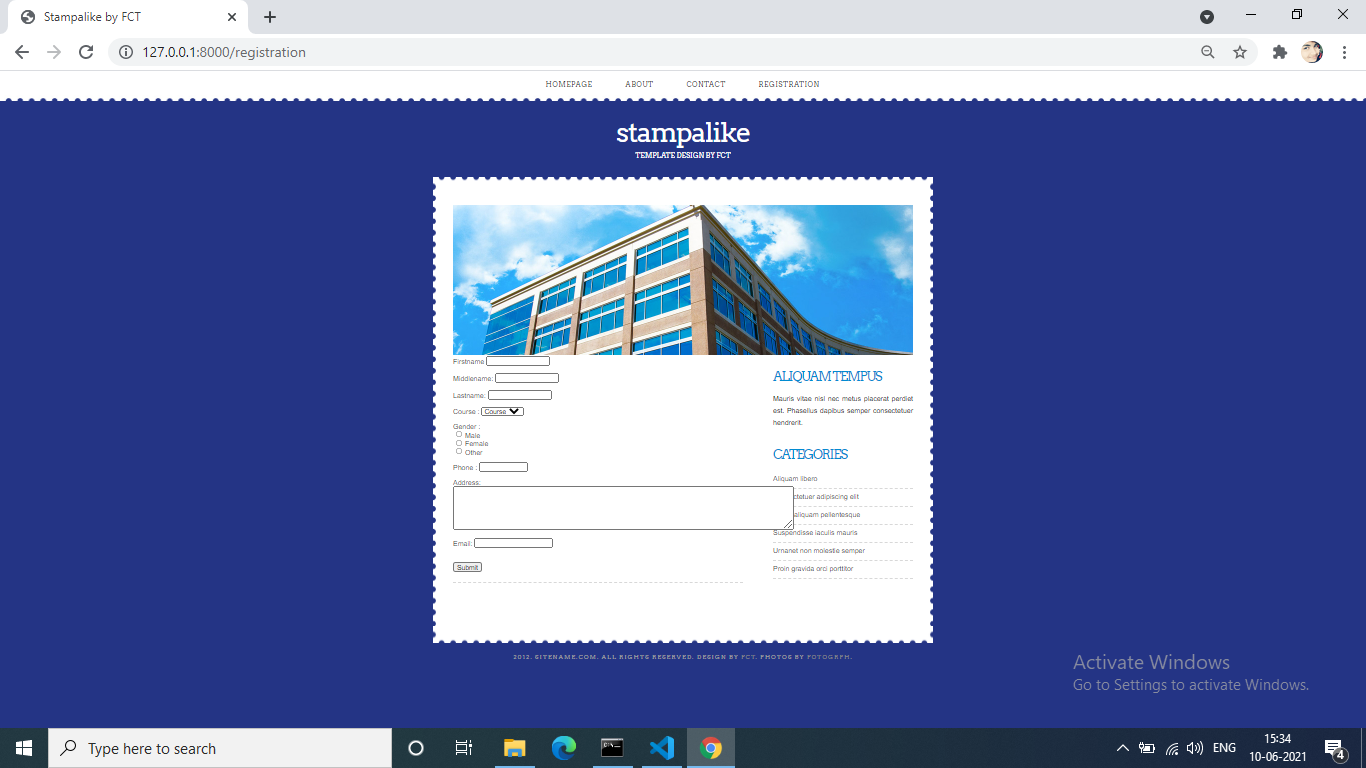 Stampalike by FCT
127.0.0.1:8000/registration
HOMEPAGE ABOUT CONTACT REGISTRATION
stampalike
TEMPLATE DESIGN BY FCT
Firstname
Middlename:
Lastname:
Course : Course
Gender :
Male
Female
Other
Phone :
Address:
Email:
Submit
ALIQUAM TEMPUS
Mauris vitae nisl nec metus placerat perdiet
est. Phasellus dapibus semper consectetuer
hendrerit.
CATEGORIES
Aliquam libero
ctetuer adipiscing elit
aliquam pellentesque
Suspendisse iaculis mauris
Urnanet non molestie semper
Proin gravida orci porttitor
2012. SITENAME.COM. ALL RIGHTS RESERVED. DESIGN BY FCT. PHOTOS BY FOTOGRPH.
Activate Windows
Go to Settings to activate Windows.
Type here to search
ENG
15:34
10-06-2021
4